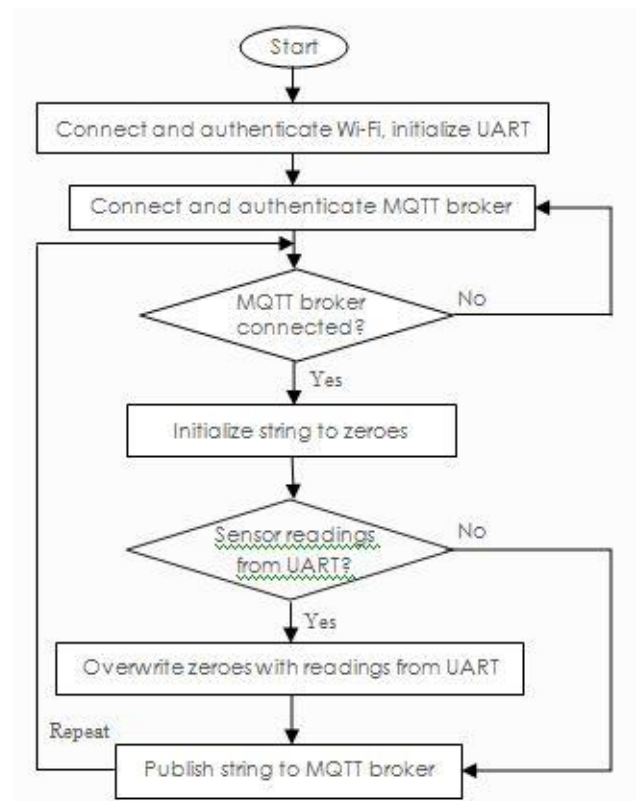 Start
Connect and authenticate Wi-Fi, initialize UART
Connect and authenticate MQTT broker
MQTT broker
connected?
No
Yes
Initialize string to zeroes
Sensor readings
from UART?
No
Yes
Overwrite zeroes with readings from UART
Repeat
Publish string to MQTT broker